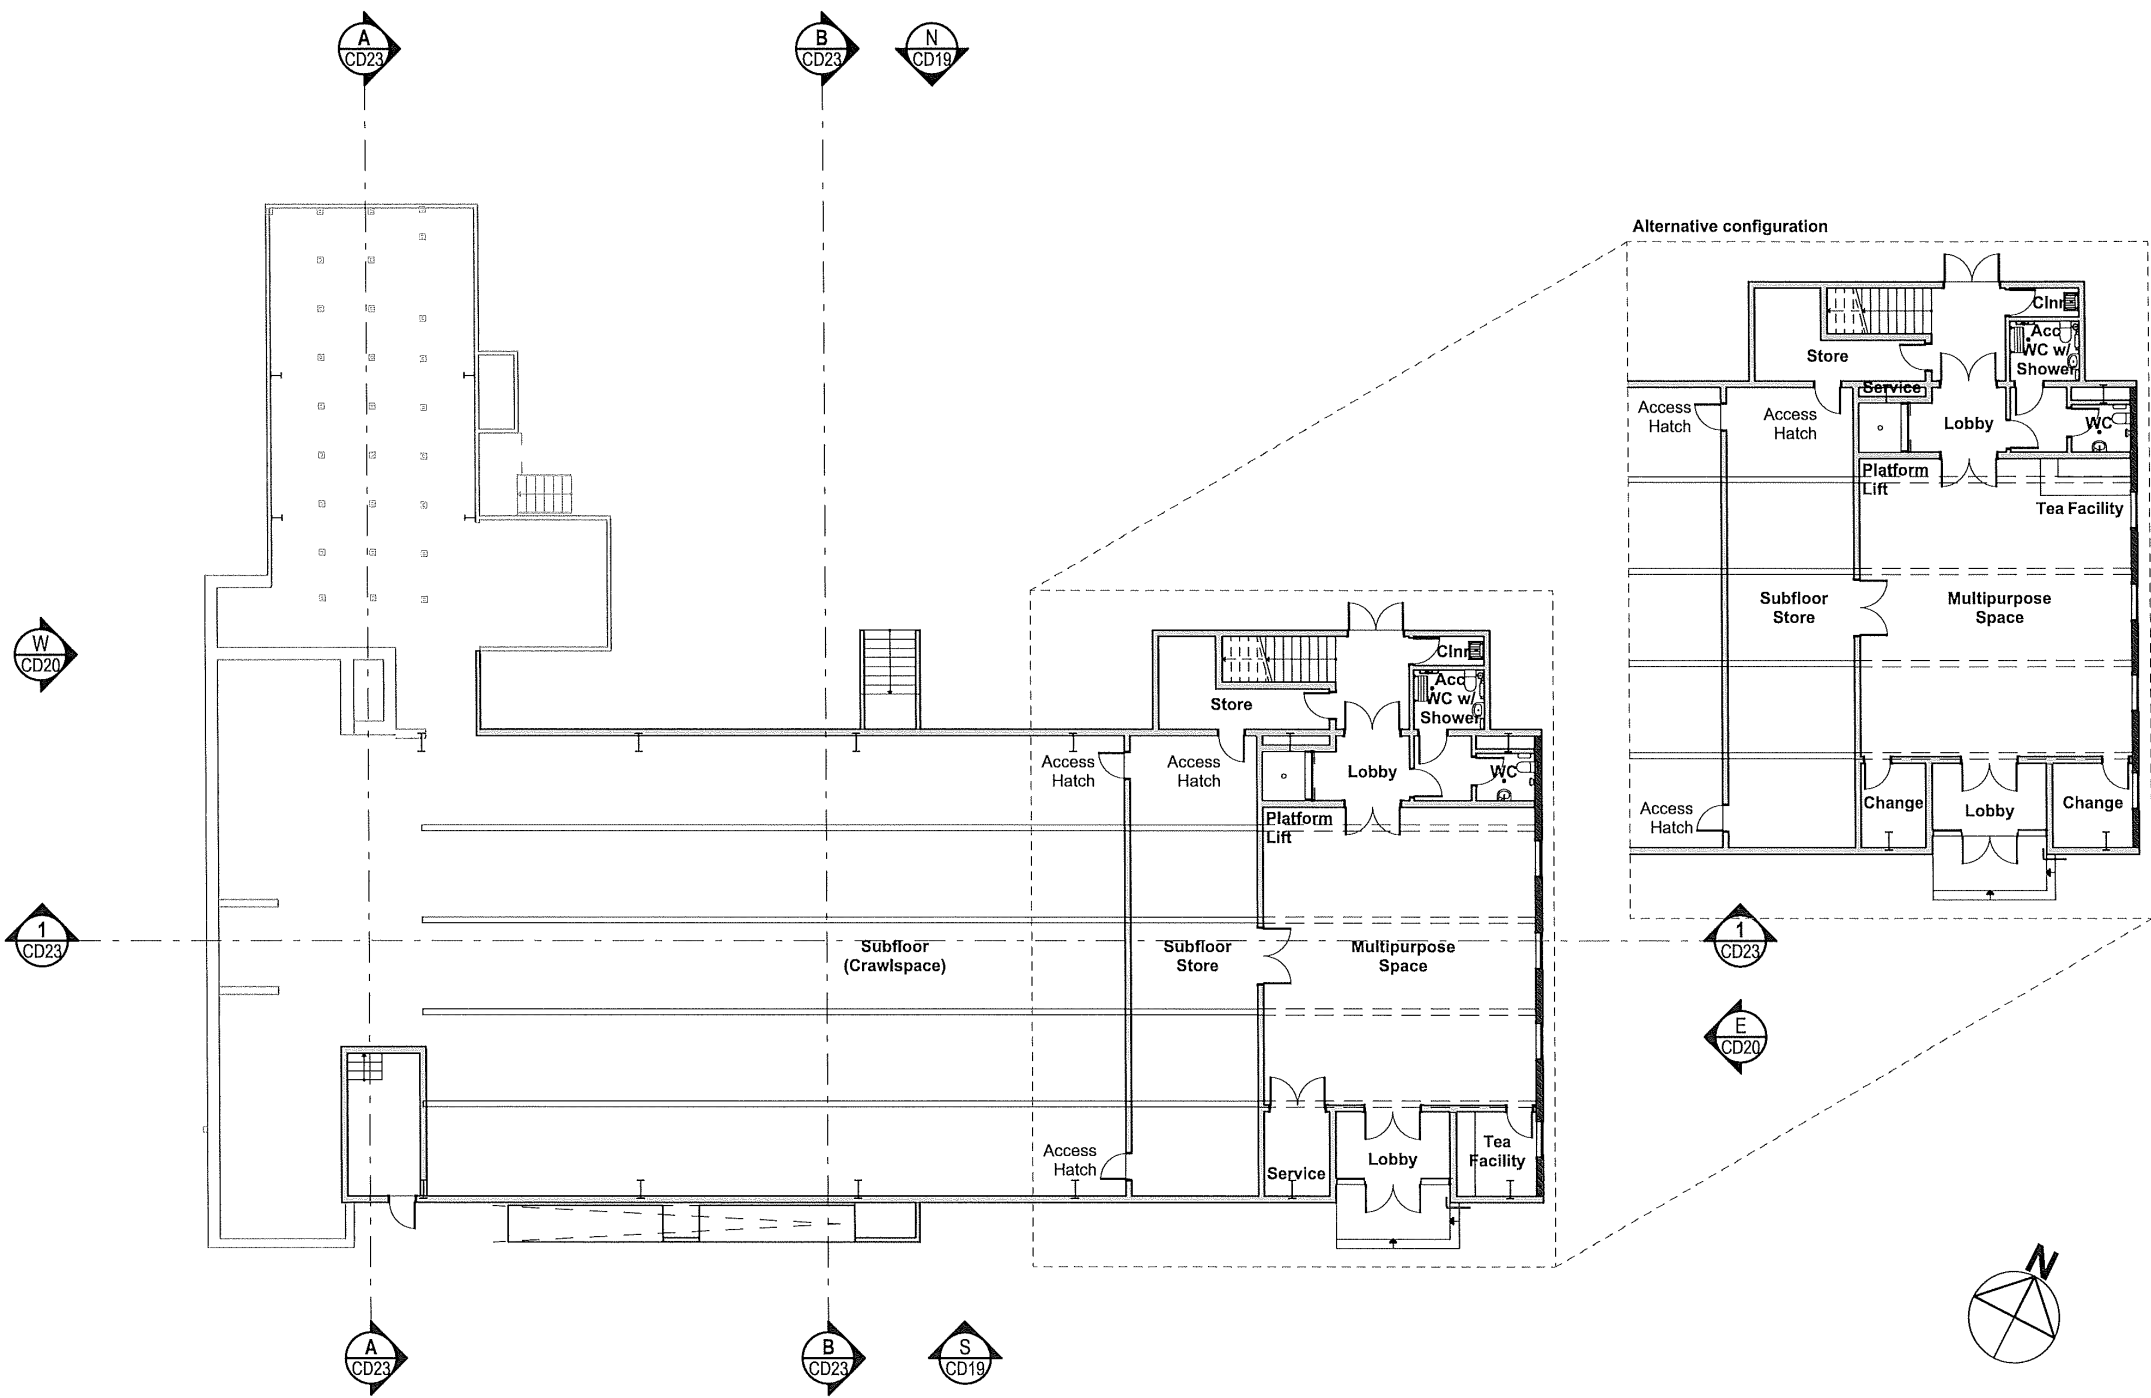 A
CD23
B
CD23
N
CD19
Alternative configuration
Clnr
Acc
WC w/
Shower
Store
Service
Access
Hatch
Access
Hatch
Lobby
WC
Platform
Lift
Tea Facility
Subfloor
Store
Multipurpose
Space
Access
Hatch
Change
Lobby
Change
W
CD20
Clnr
Acc
WC w/
Shower
Store
Access
Hatch
Access
Hatch
Lobby
WC
Platform
Lift
1
CD23
Subfloor
(Crawlspace)
Subfloor
Store
Multipurpose
Space
1
CD23
E
CD20
Access
Hatch
Service
Lobby
Tea
Facility
N
A
CD23
B
CD23
S
CD19